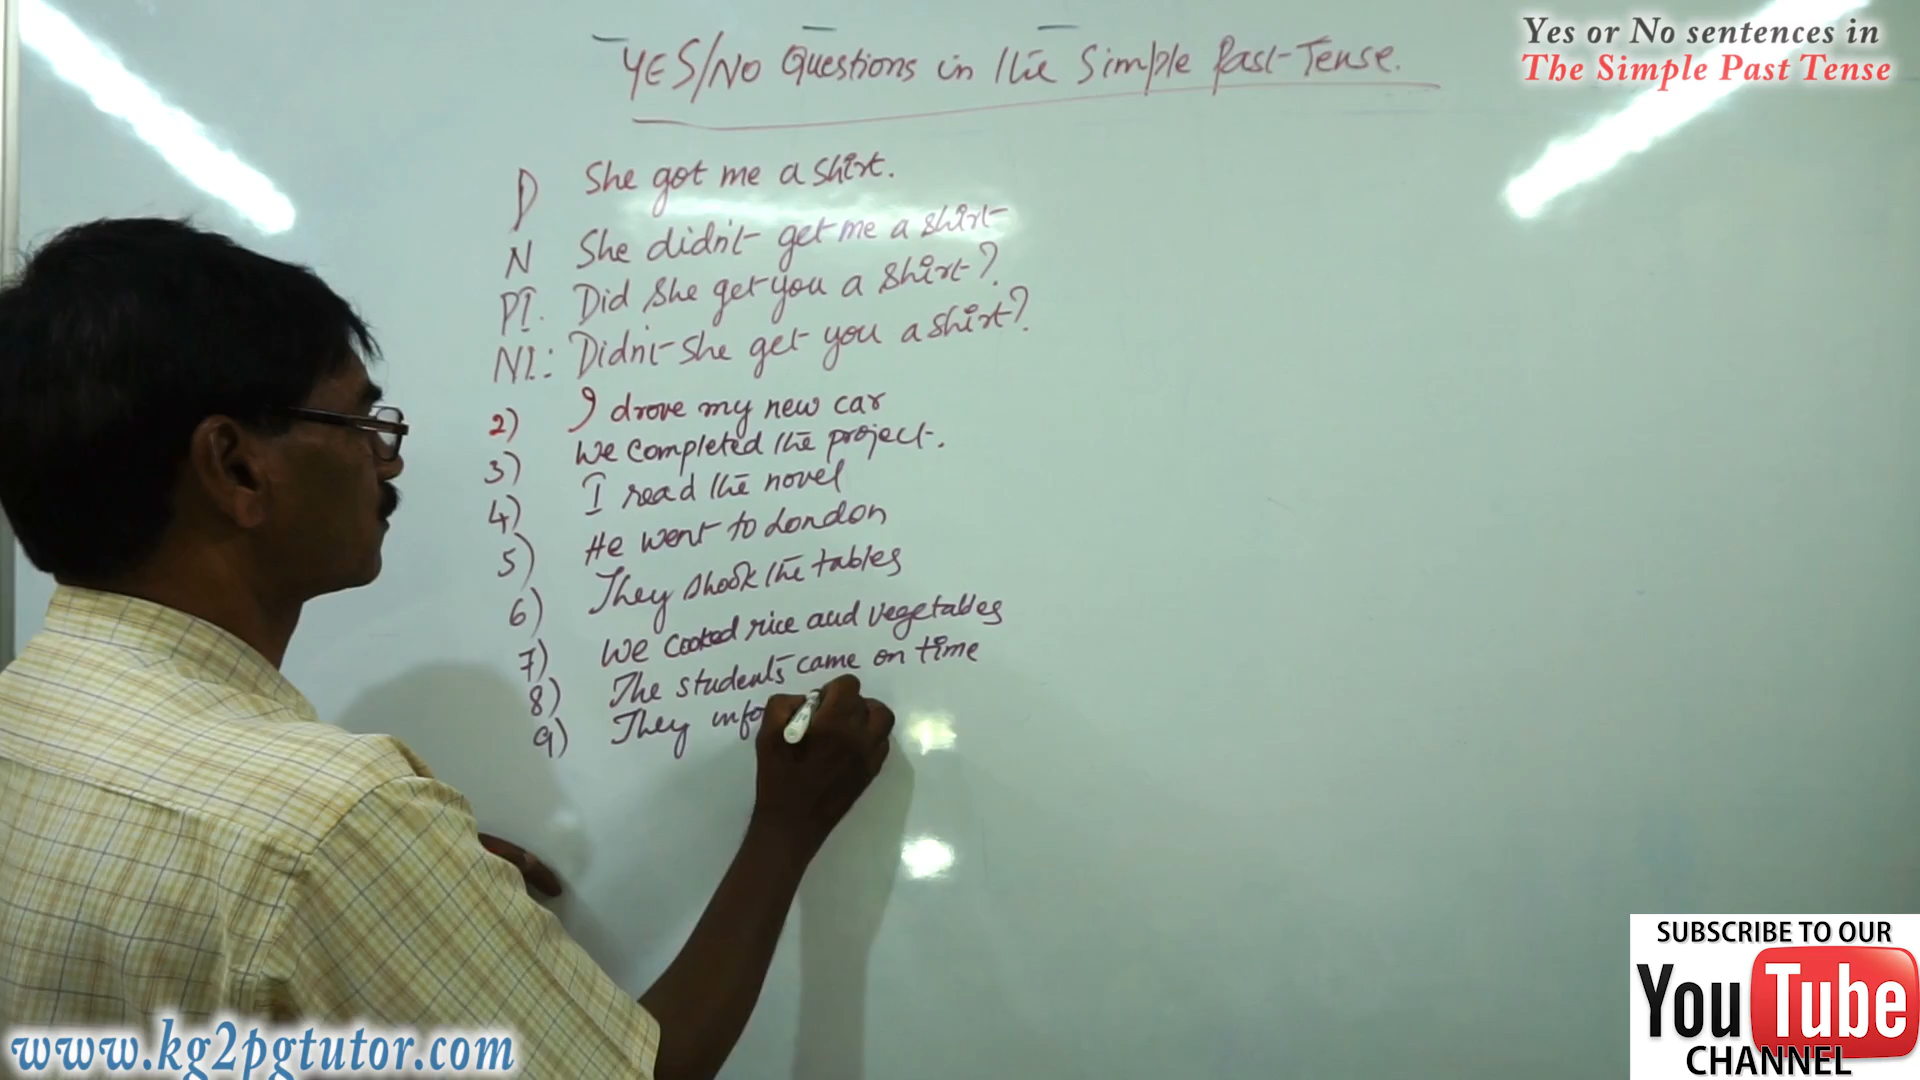 Yes or No sentences in
The Simple Past Tense
YES/NO Questions in the Simple Past Tense.
She got me a shirt.
N She didn't get me a shirt
PI. Did she get you a shirt?
NI: Didn't she get you a shirt?
2) I drove my new car
3) We completed the project.
4) I read the novel
5) He went to London
6) They shook the tables
7) We cooked rice and vegetables
8) The students came on time
9) They info
SUBSCRIBE TO OUR
YouTube
CHANNEL
www.kg2pgtutor.com